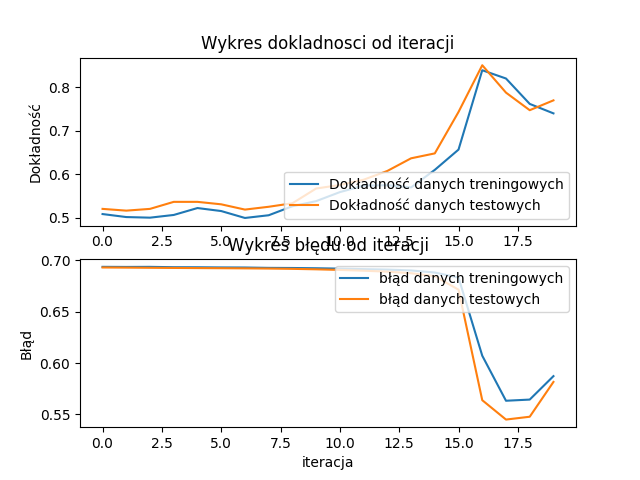 Wykres dokladnosci od iteracji
Dokładność
0.8
0.7
0.6
0.5
Dokładność danych treningowych
Dokładność danych testowych
0.0 2.5 5.0 7.5 10.0 12.5 15.0 17.5
Wykres błędu od iteracji
Błąd
0.70
0.65
0.60
0.55
błąd danych treningowych
błąd danych testowych
0.0 2.5 5.0 7.5 10.0 12.5 15.0 17.5
iteracja